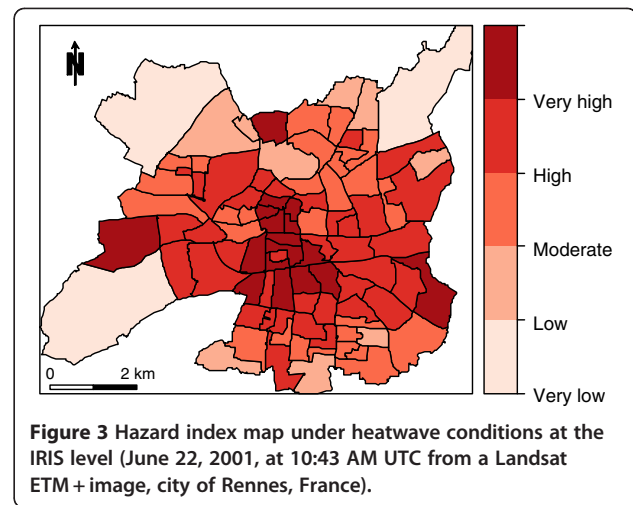 N
Very high
High
Moderate
Low
Very low
0 2 km
Figure 3 Hazard index map under heatwave conditions at the
IRIS level (June 22, 2001, at 10:43 AM UTC from a Landsat
ETM + image, city of Rennes, France).